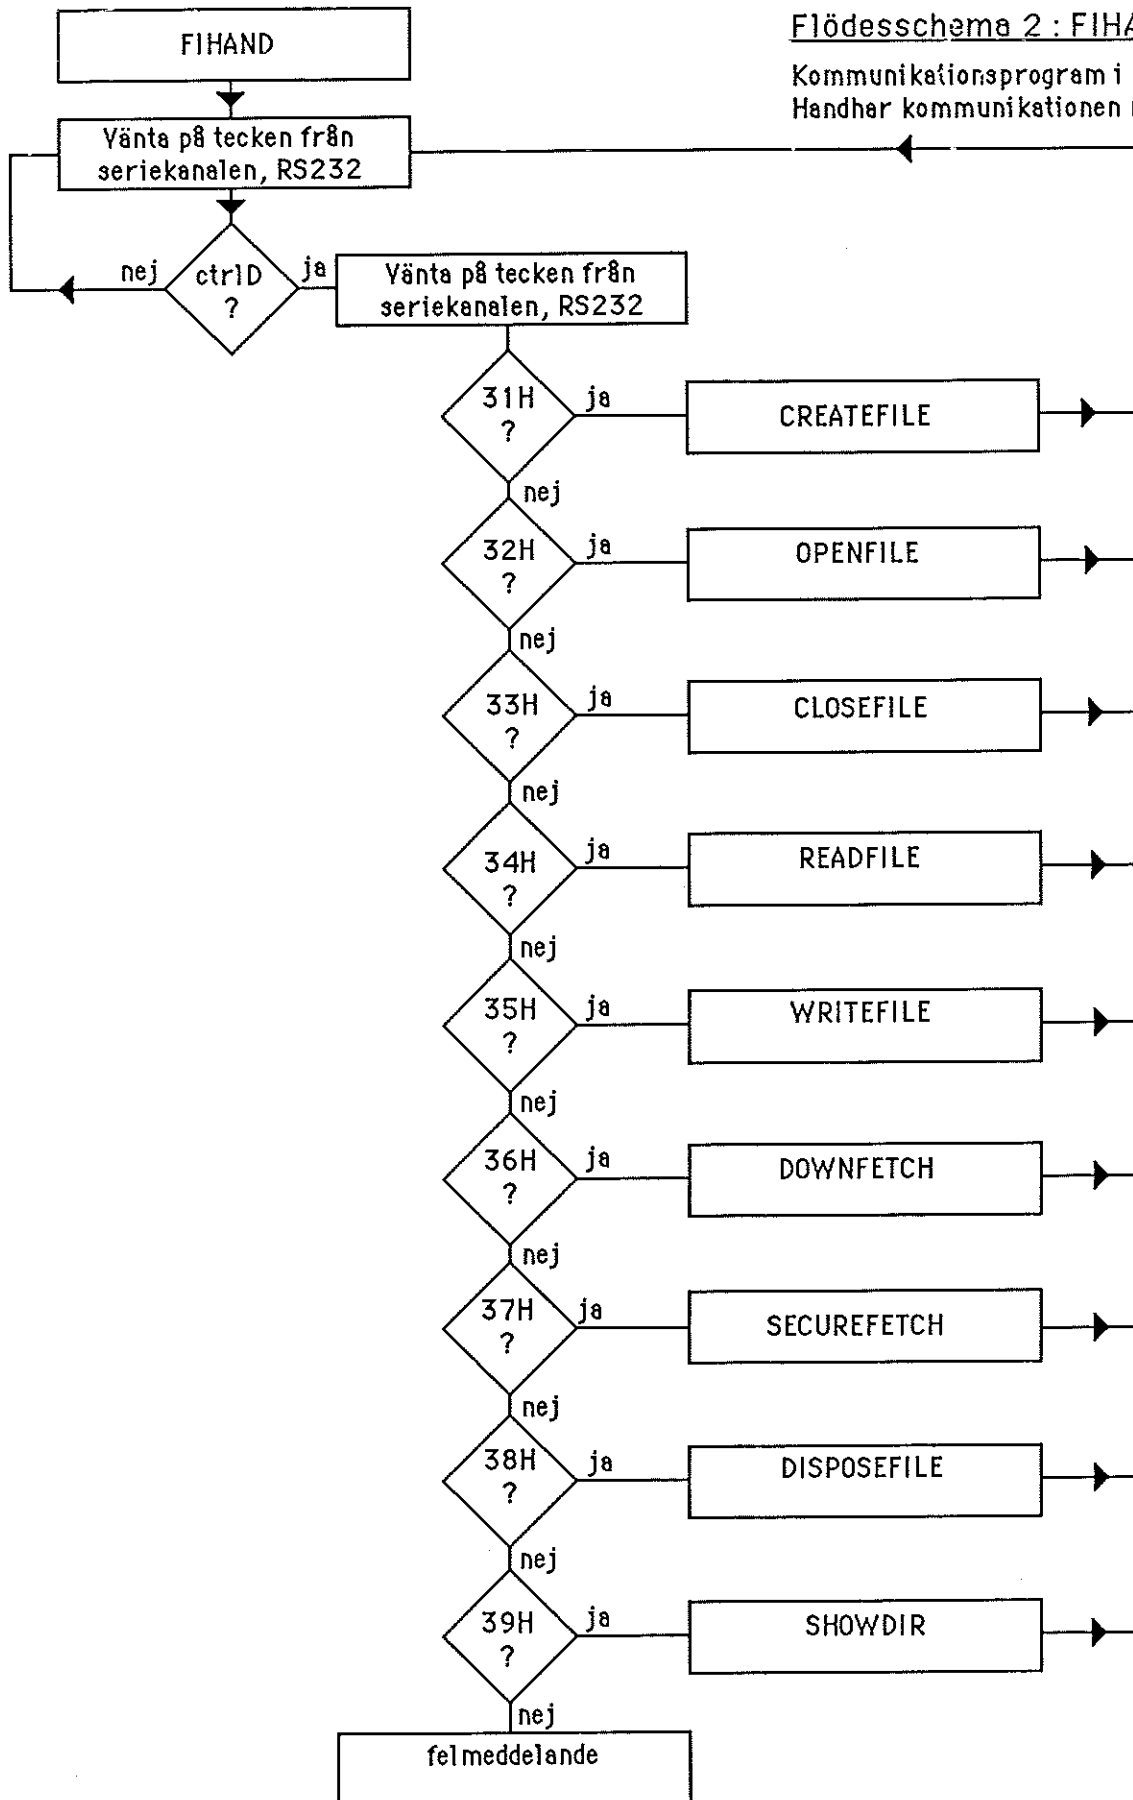 FIHAND
Flödesschema 2 : FIHA
Kommunikationsprogram i
Handhar kommunikationen
Vänta på tecken från
seriekanalen, RS232
nej
ctrlD
?
ja
Vänta på tecken från
seriekanalen, RS232
31H
?
ja
CREATEFILE
nej
32H
?
ja
OPENFILE
nej
33H
?
ja
CLOSEFILE
nej
34H
?
ja
READFILE
nej
35H
?
ja
WRITEFILE
nej
36H
?
ja
DOWNFETCH
nej
37H
?
ja
SECUREFETCH
nej
38H
?
ja
DISPOSEFILE
nej
39H
?
ja
SHOWDIR
nej
felmeddelande